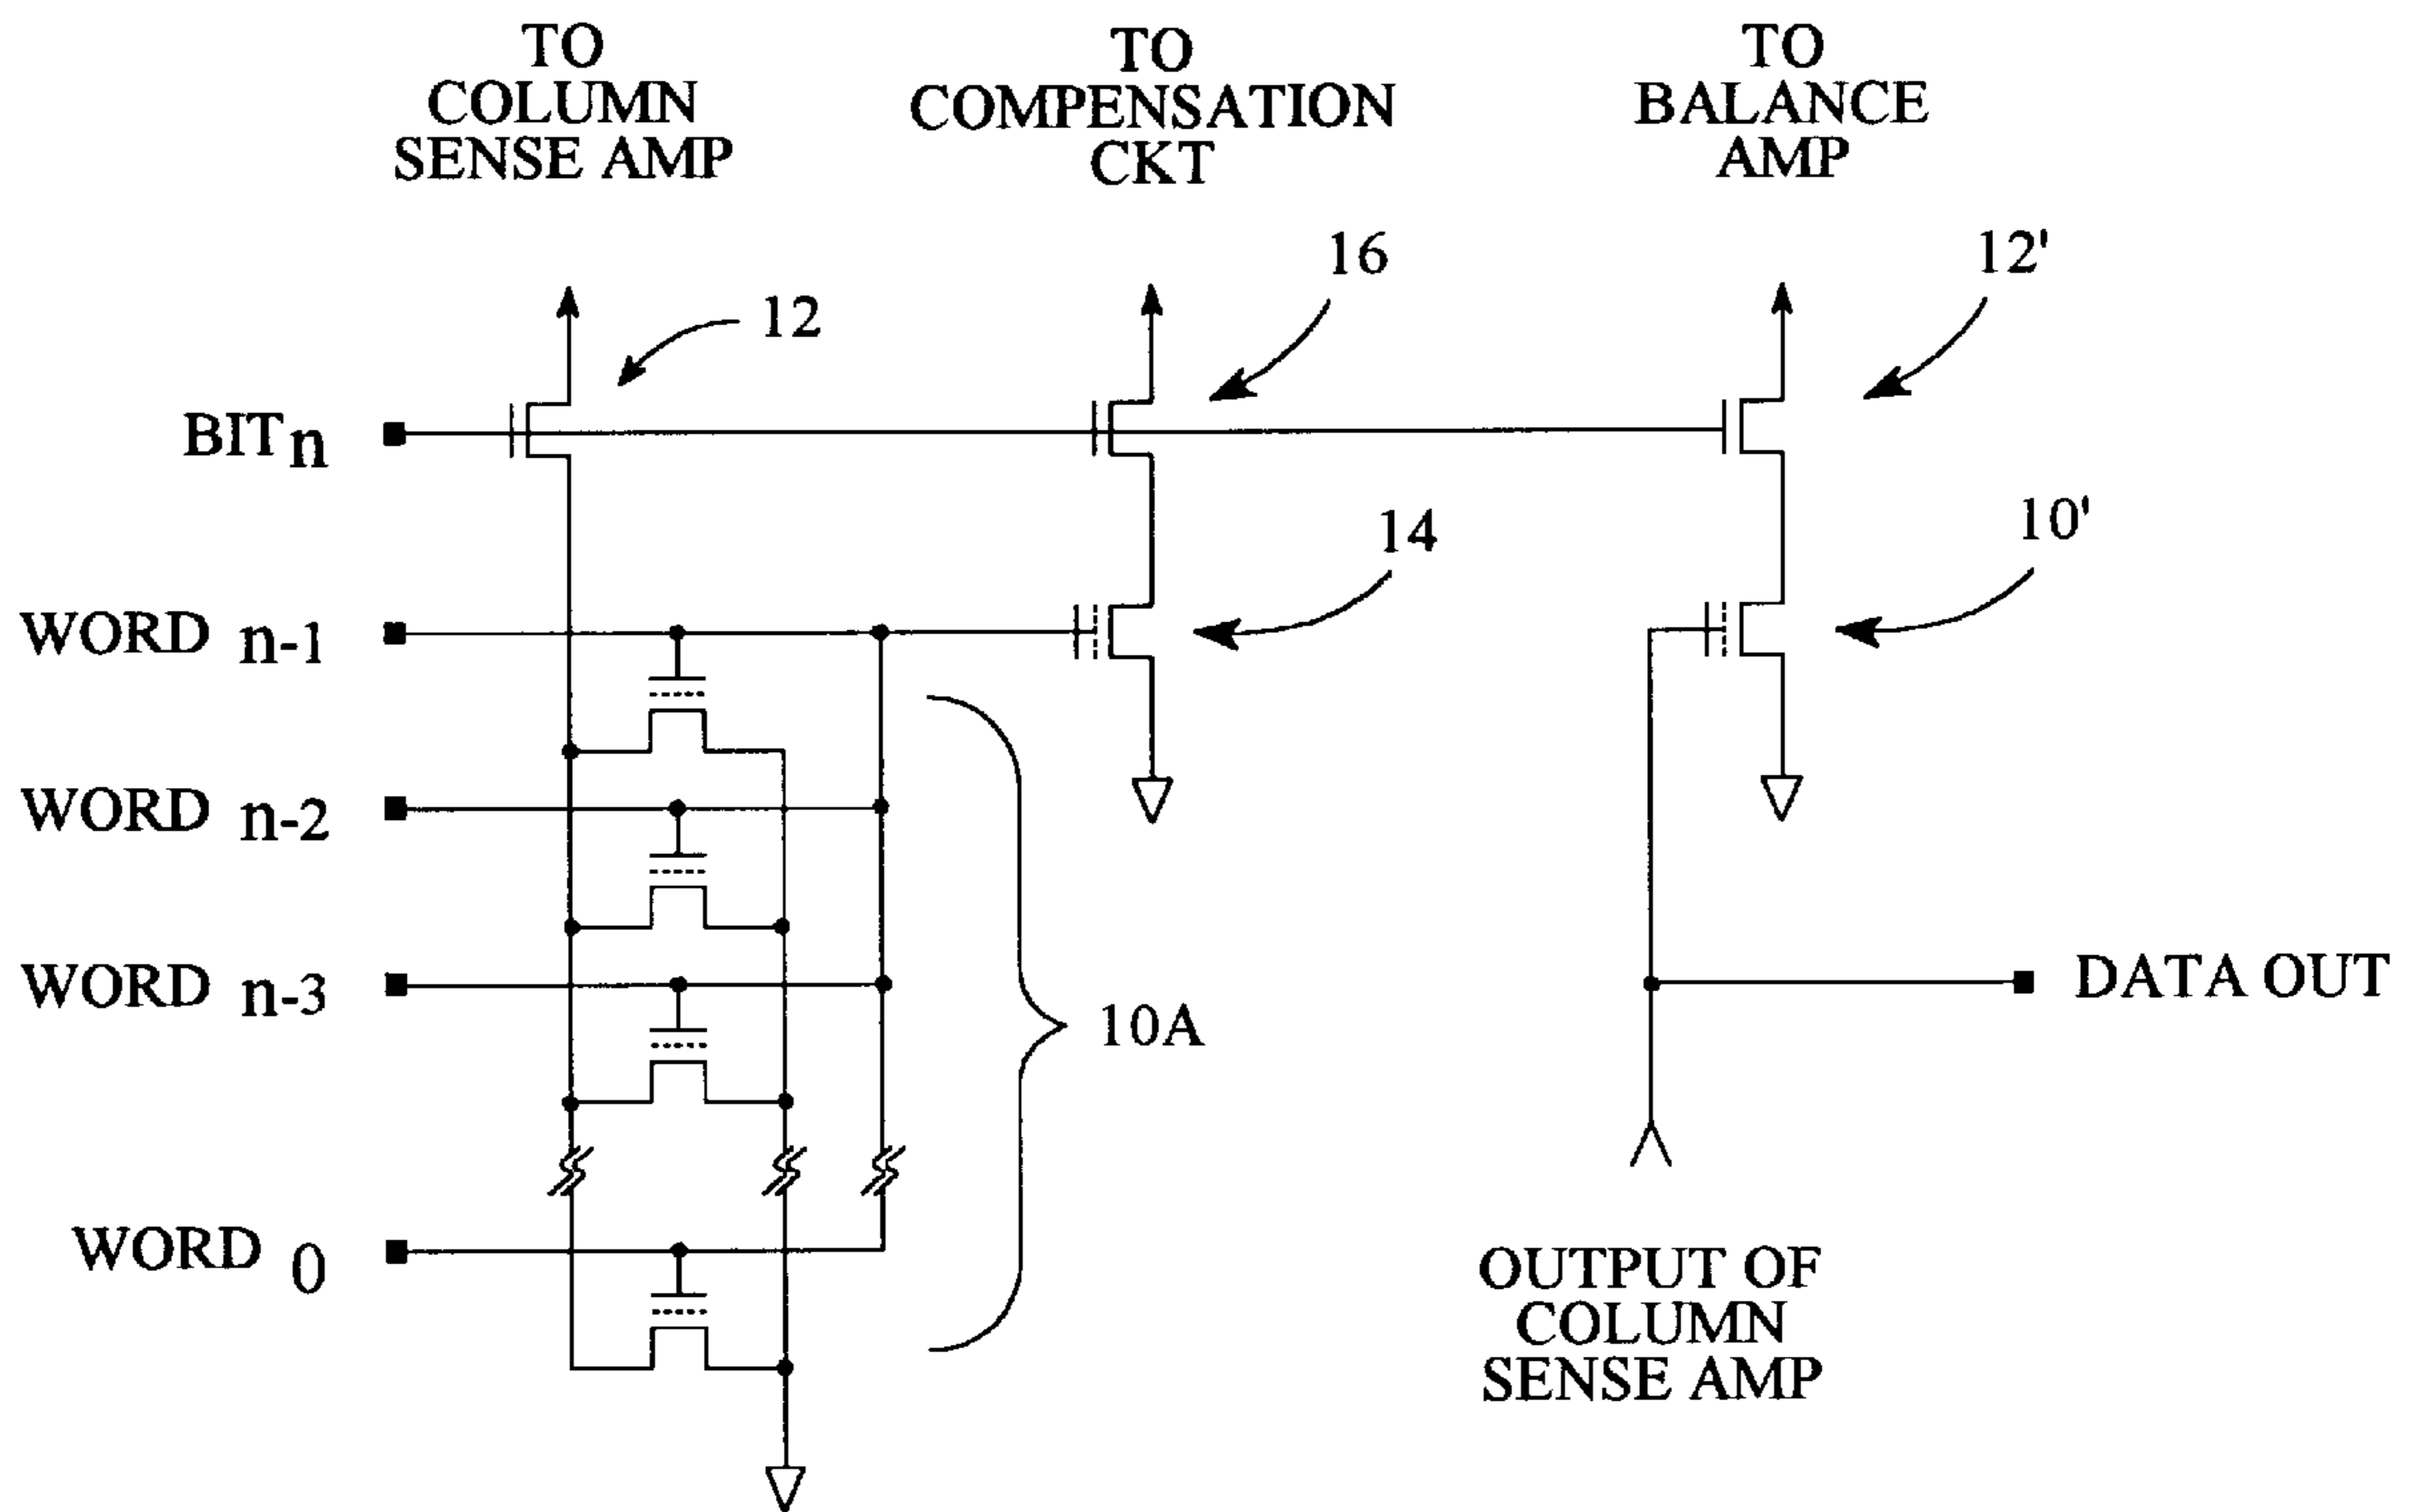 TO
COLUMN
SENSE AMP
TO
COMPENSATION
CKT
TO
BALANCE
AMP
12
16
12'
BITn
14
10'
WORD n-1
WORD n-2
WORD n-3
10A
DATA OUT
WORD 0
OUTPUT OF
COLUMN
SENSE AMP